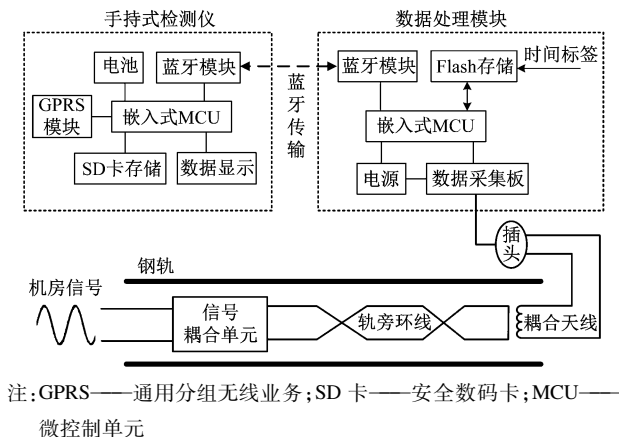 手持式检测仪
数据处理模块
电池
蓝牙模块
GPRS
模块
嵌入式MCU
SD卡存储
数据显示
蓝牙传输
蓝牙模块
Flash存储
时间标签
嵌入式MCU
电源
数据采集板
插头
钢轨
机房信号
信号
耦合单元
轨旁环线
耦合天线
注:GPRS——通用分组无线业务;SD 卡——安全数码卡;MCU——
微控制单元